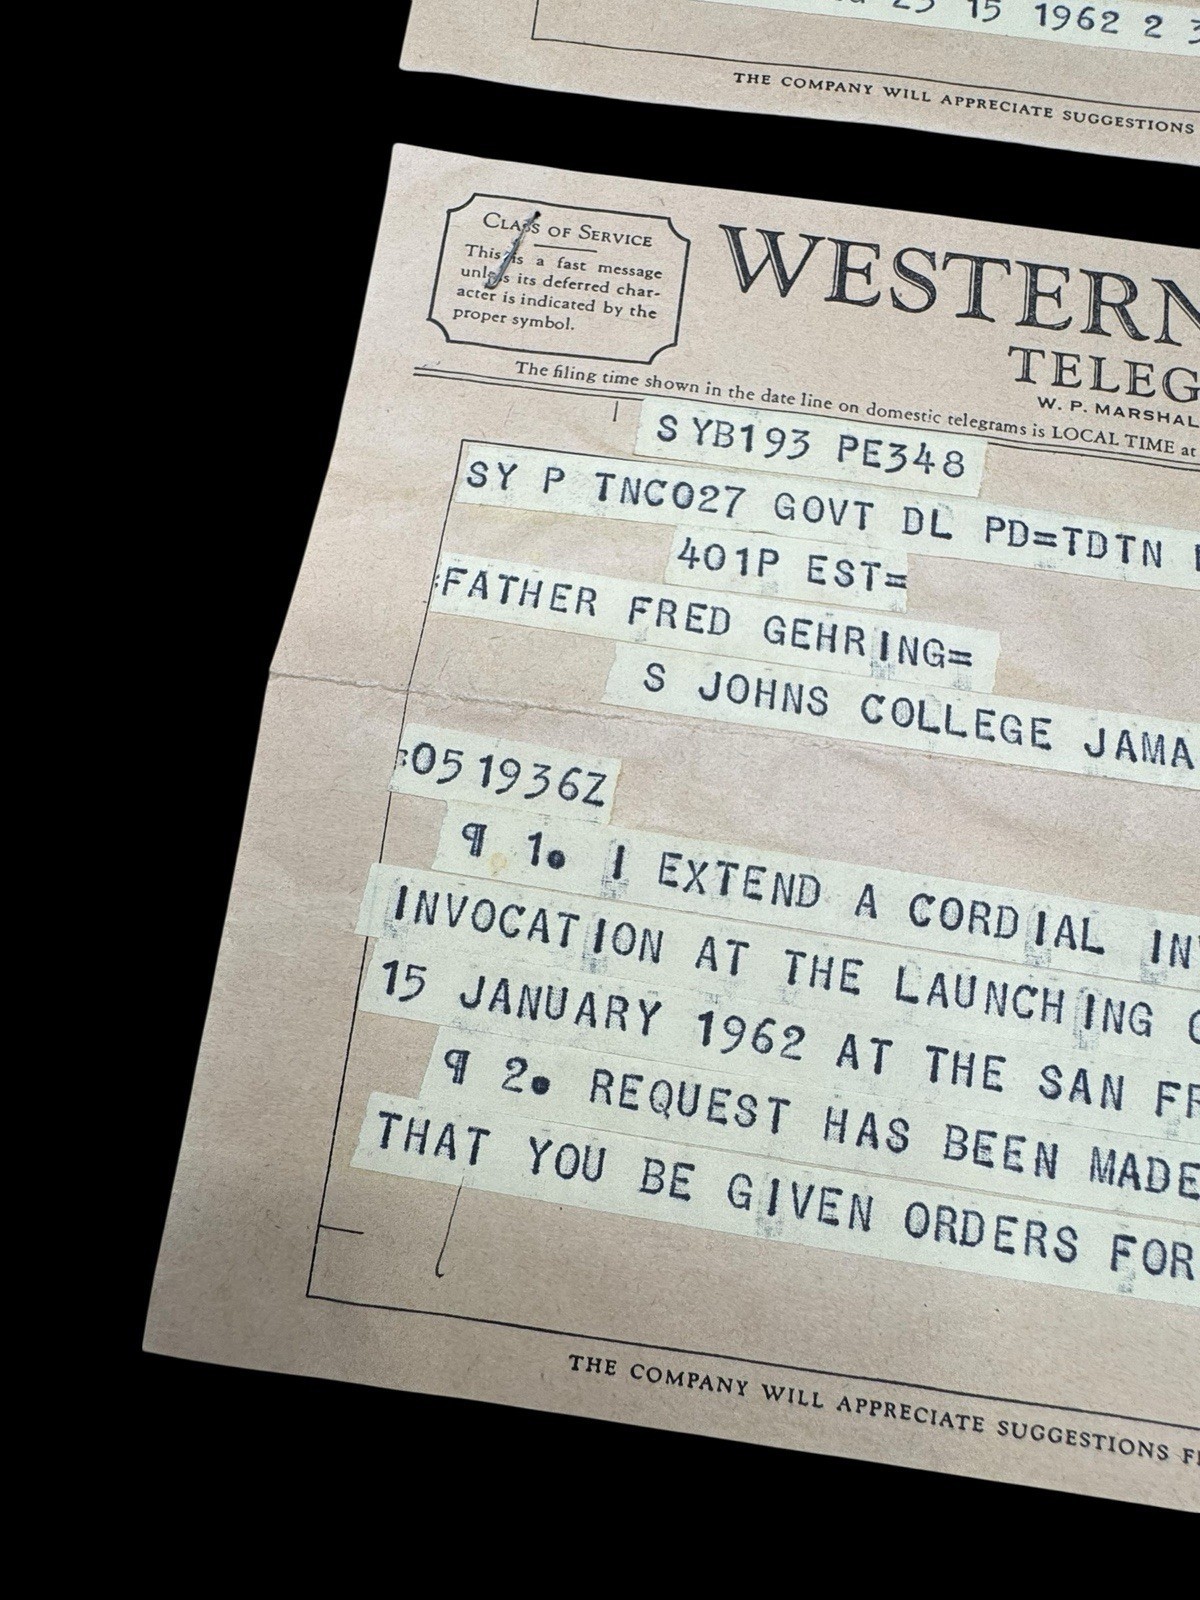 15 1962 2
THE COMPANY WILL APPRECIATE SUGGESTIONS
CLASS OF SERVICE
This is a fast message
unless its deferred char-
acter is indicated by the
proper symbol.
WESTERN
TELEG
W. P. MARSHAL
The filing time shown in the date line on domestic telegrams is LOCAL TIME at
S YB193 PE348
SY P TNC027 GOVT DL PD=TDTN
401P EST=
:FATHER FRED GEHRING=
S JOHNS COLLEGE JAMA
:051936Z
¶ 1. I EXTEND A CORDIAL INV
INVOCATION AT THE LAUNCHING
15 JANUARY 1962 AT THE SAN FR
¶ 2. REQUEST HAS BEEN MADE
THAT YOU BE GIVEN ORDERS FOR
THE COMPANY WILL APPRECIATE SUGGESTIONS F